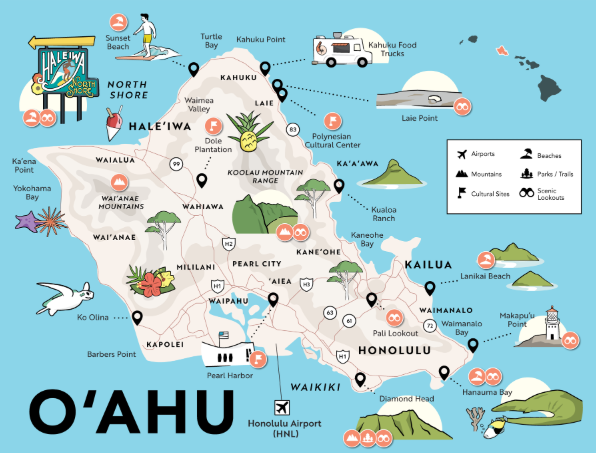 Sunset
Beach
Turtle
Bay
Kahuku Point
Kahuku Food
Trucks
HALEIWA
NORTH
SHORE
NORTH
SHORE
KAHUKU
LAIE
Laie Point
Waimea
Valley
HALE'IWA
Dole
Plantation
83
Polynesian
Cultural Center
Airports
Beaches
Mountains
Parks / Trails
Cultural Sites
Scenic
Lookouts
Ka'ena
Point
WAIALUA
99
KA'A'AWA
KOOLAU MOUNTAIN
RANGE
Yokohama
Bay
WAI'ANAE
MOUNTAINS
WAHIAWA
Kualoa
Ranch
WAI'ANAE
H2
Kaneohe
Bay
KANE'OHE
PEARL CITY
MILILANI
KAILUA
Lanikai Beach
H1
'AIEA
H3
WAIPAHU
Ko Olina
63
61
WAIMANALO
72
Waimanalo
Bay
Makapu'u
Point
Pali Lookout
KAPOLEI
Barbers Point
H1
HONOLULU
Pearl Harbor
WAIKIKI
Diamond Head
Hanauma Bay
O'AHU
Honolulu Airport
(HNL)